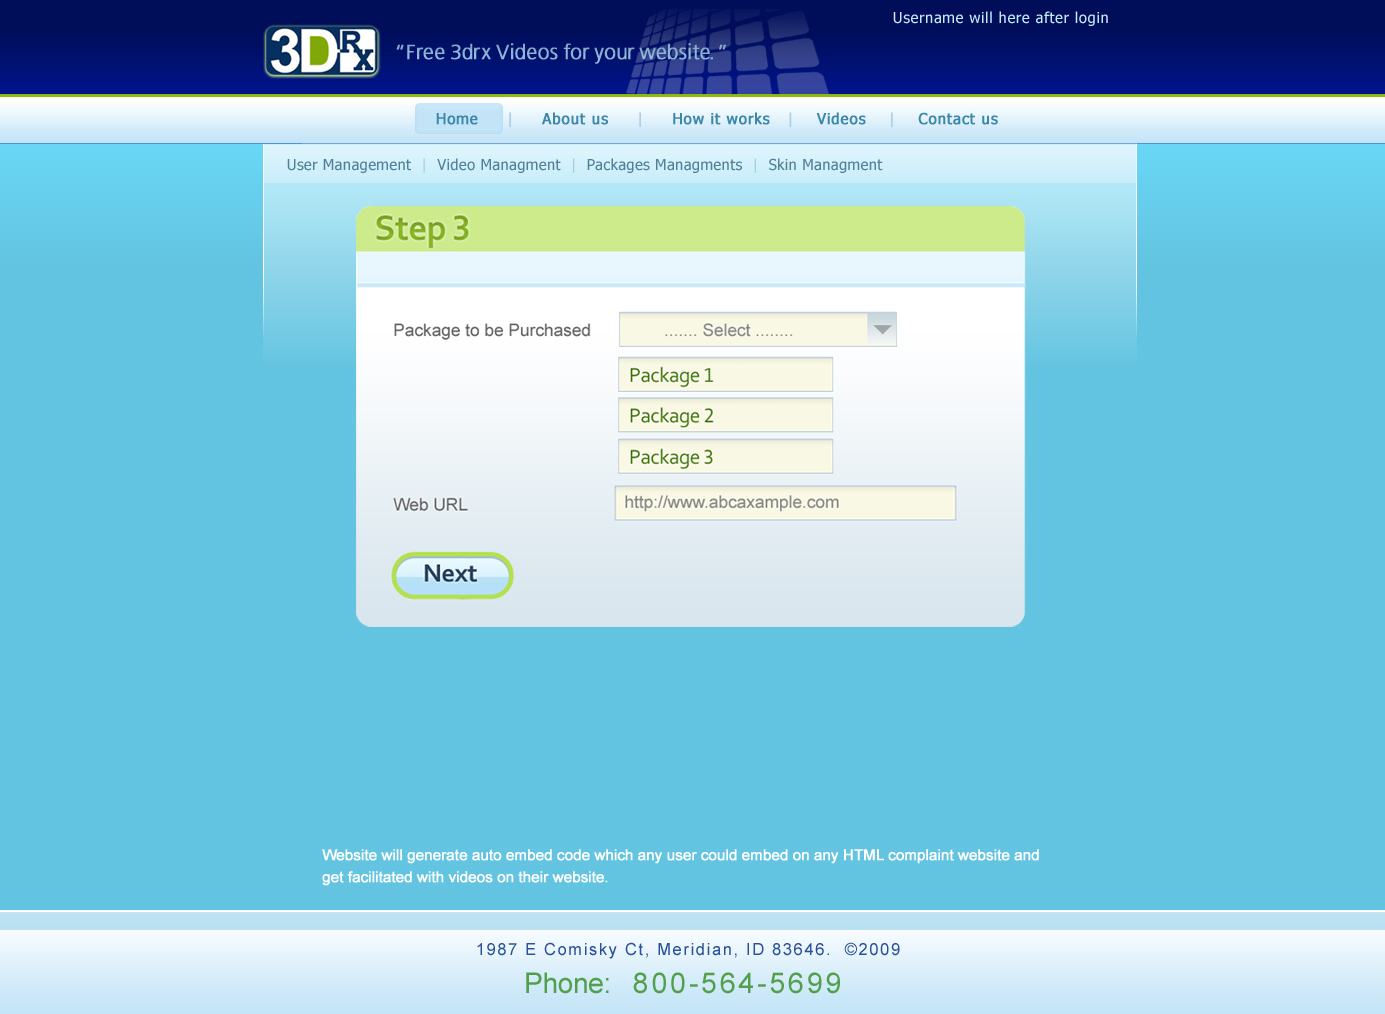 Username will here after login
3DRx
“Free 3drx Videos for your website.”
Home | About us | How it works | Videos | Contact us
User Management | Video Managment | Packages Managments | Skin Managment
Step 3
Package to be Purchased ....... Select ........
Package 1
Package 2
Package 3
Web URL http://www.abcaxample.com
Next
Website will generate auto embed code which any user could embed on any HTML complaint website and
get facilitated with videos on their website.
1987 E Comisky Ct, Meridian, ID 83646. ©2009
Phone: 800-564-5699